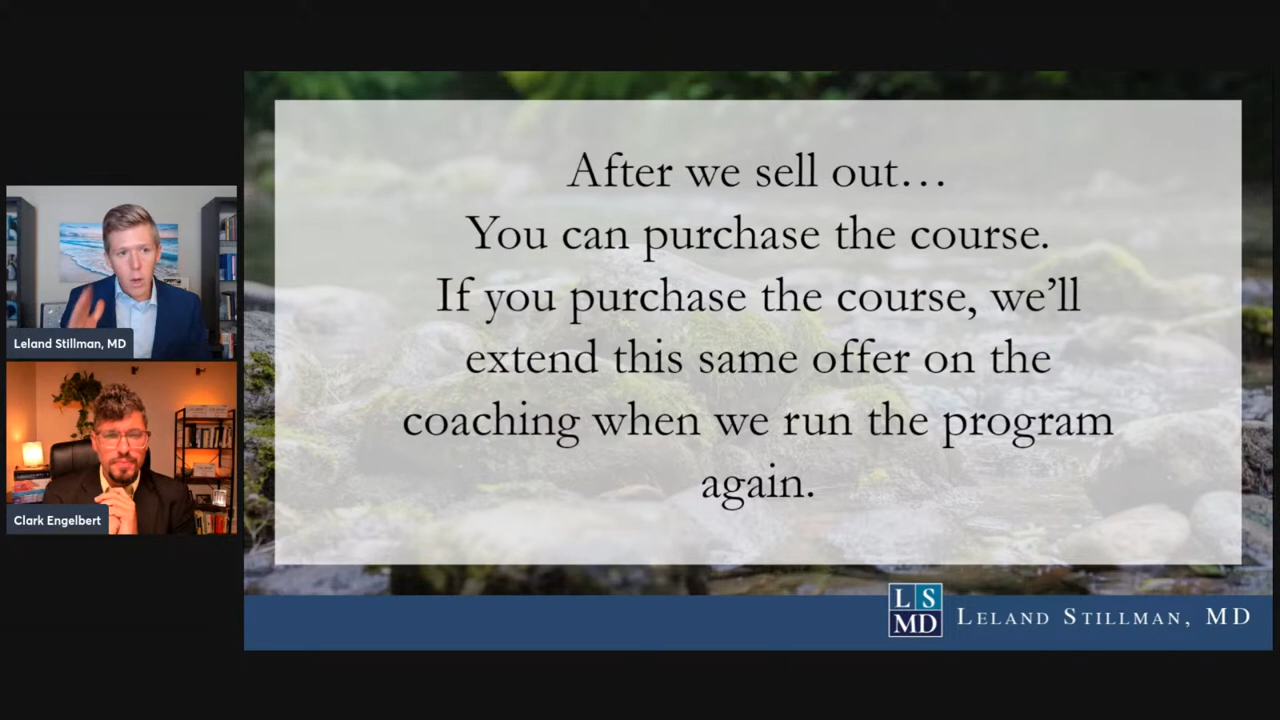 After we sell out…
You can purchase the course.
If you purchase the course, we’ll
extend this same offer on the
coaching when we run the program
again.
Leland Stillman, MD
Clark Engelbert
L S
MD
LELAND STILLMAN, MD